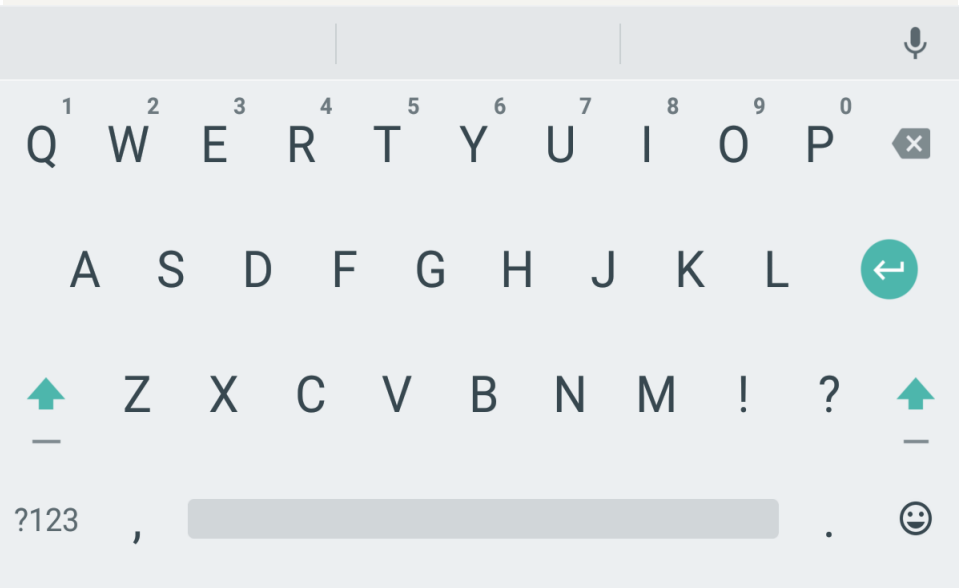 1 2 3 4 5 6 7 8 9 0
Q W E R T Y U I O P
A S D F G H J K L
Z X C V B N M ! ?
?123 , .